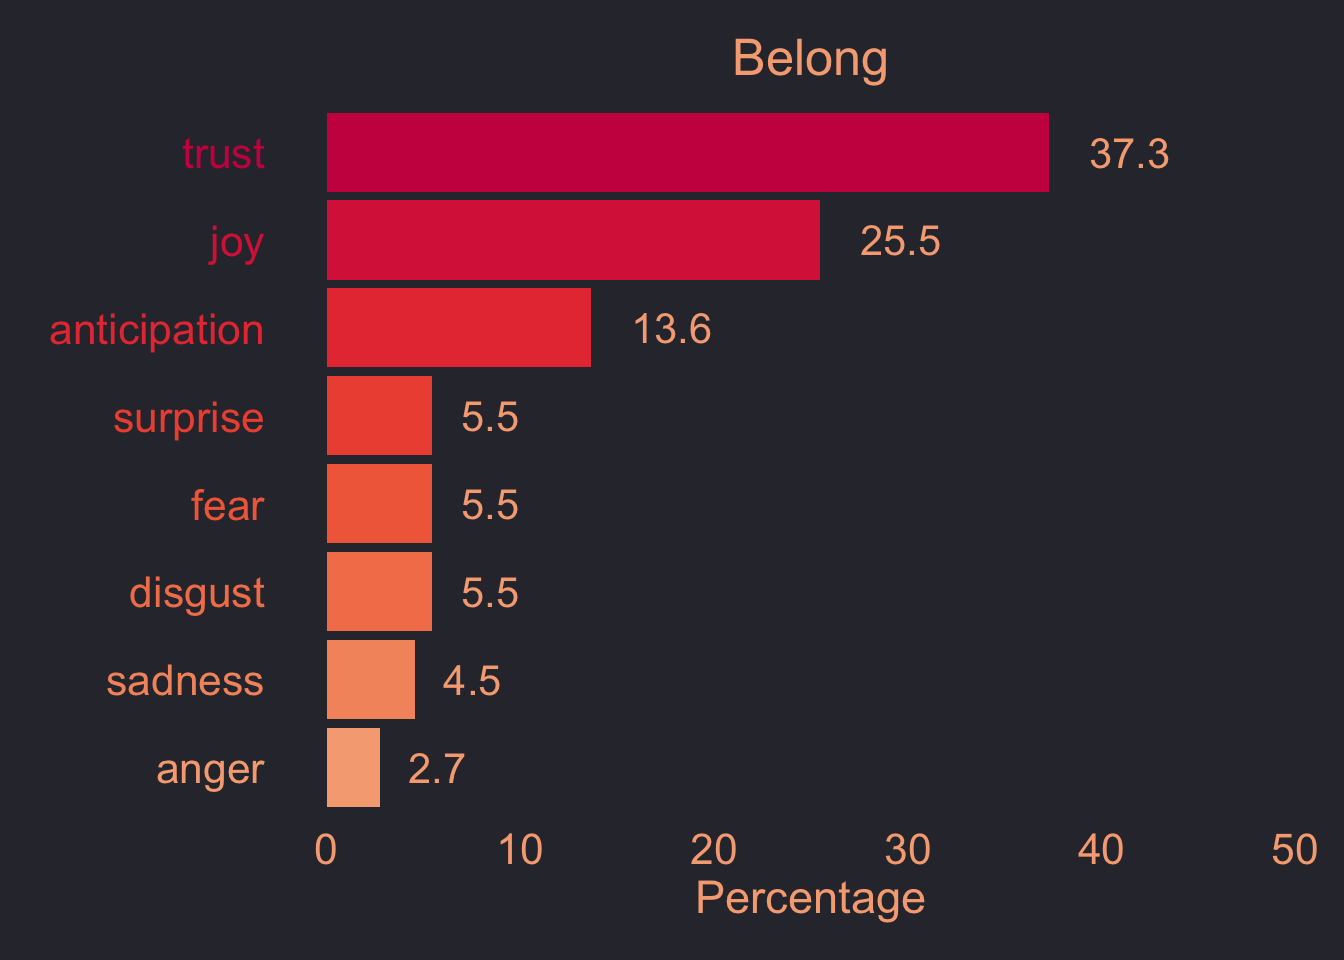 Belong
trust 37.3
joy 25.5
anticipation 13.6
surprise 5.5
fear 5.5
disgust 5.5
sadness 4.5
anger 2.7
0 10 20 30 40 50
Percentage